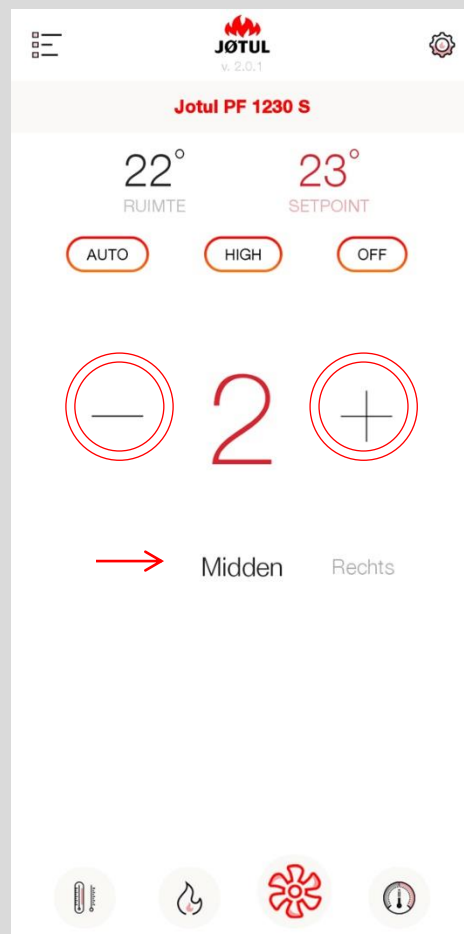 JØTUL
v. 2.0.1
Jotul PF 1230 S
22° 23°
RUIMTE SETPOINT
AUTO HIGH OFF
— 2 +
Midden Rechts